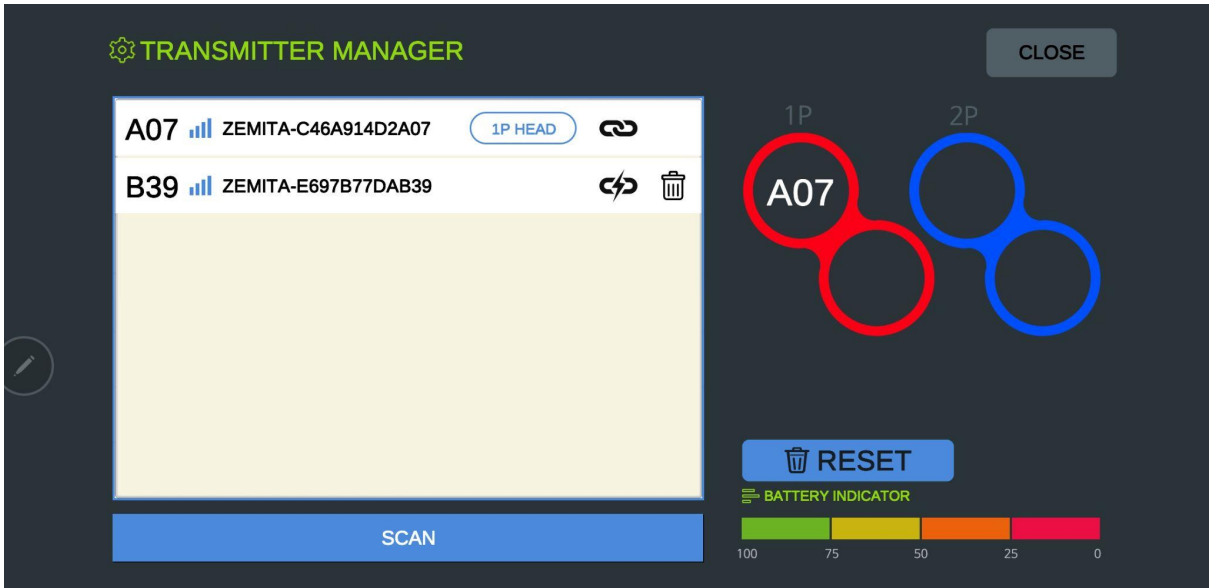 TRANSMITTER MANAGER
CLOSE
A07 ZEMITA-C46A914D2A07 1P HEAD
B39 ZEMITA-E697B77DAB39
1P 2P
A07
RESET
BATTERY INDICATOR
100 75 50 25 0
SCAN